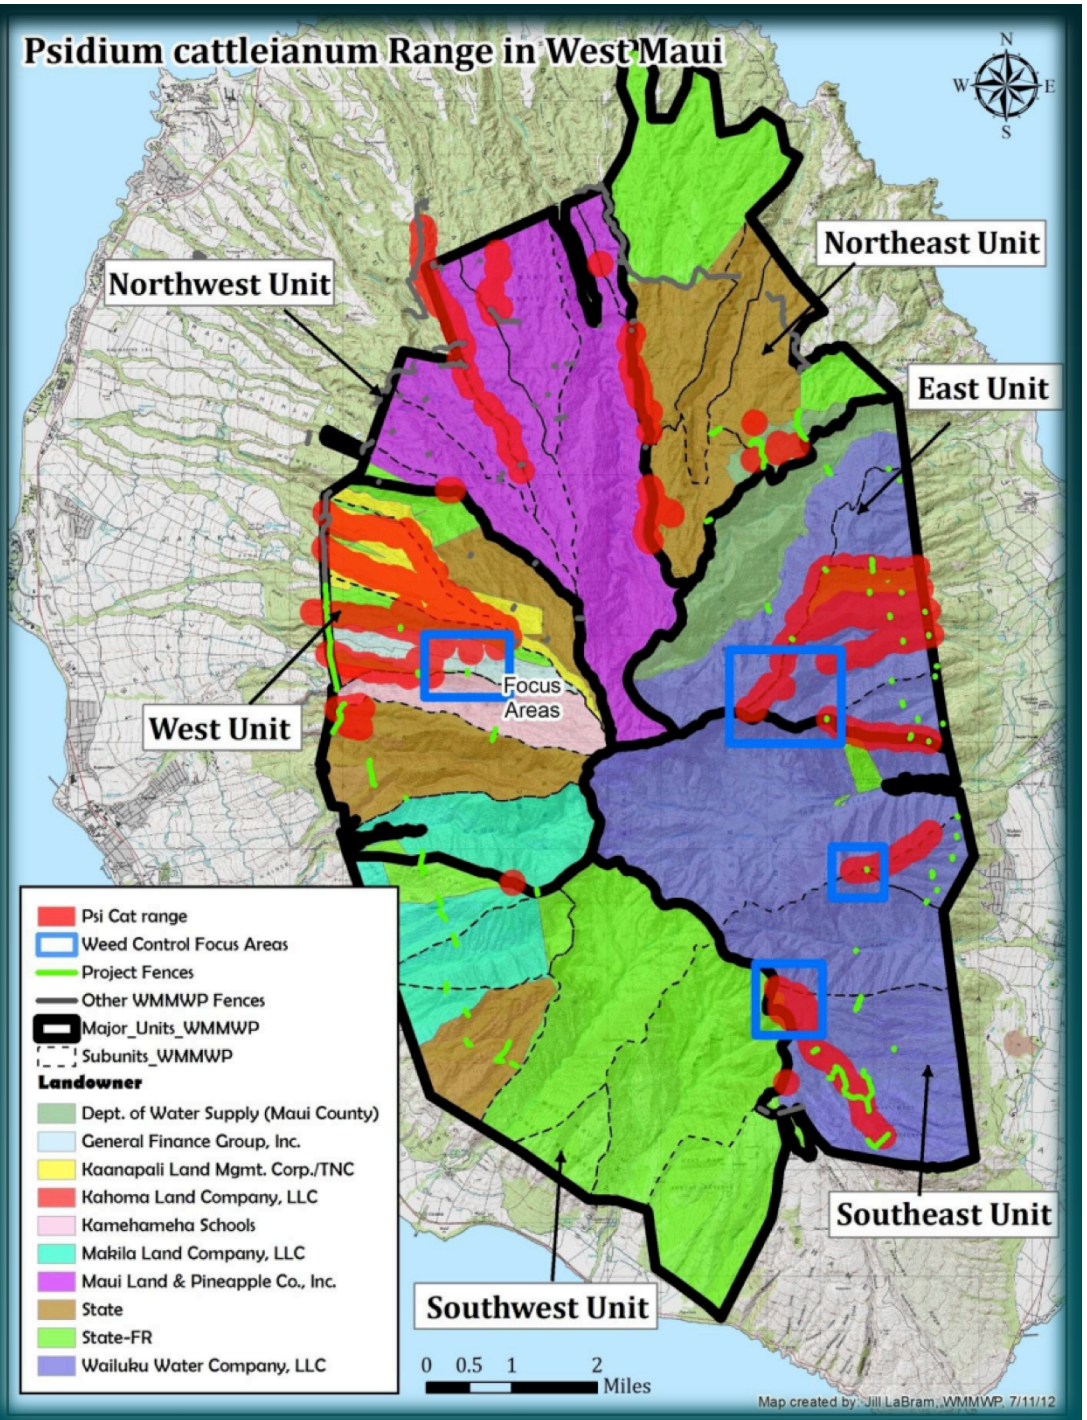 Psidium cattleianum Range in West Maui
N
W
E
S
Northeast Unit
Northwest Unit
East Unit
Focus
Areas
West Unit
Psi Cat range
Weed Control Focus Areas
Project Fences
Other WMMWP Fences
Major_Units_WMMWP
Subunits_WMMWP
Landowner
Dept. of Water Supply (Maui County)
General Finance Group, Inc.
Kaanapali Land Mgmt. Corp./TNC
Kahoma Land Company, LLC
Kamehameha Schools
Makila Land Company, LLC
Maui Land & Pineapple Co., Inc.
State
State-FR
Wailuku Water Company, LLC
Southeast Unit
Southwest Unit
0 0.5 1 2
Miles
Map created by: Jill LaBram, WMMWP, 7/11/12